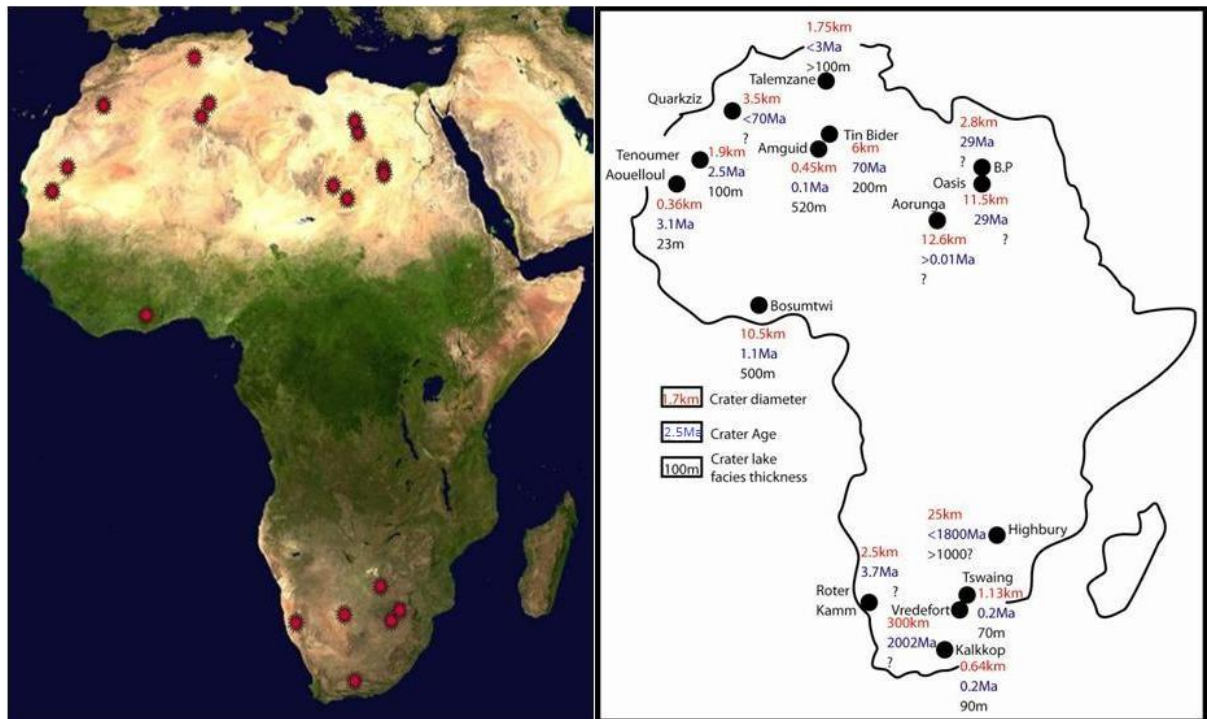 1.75km
<3Ma
>100m
Talemzane
Quarkziz
3.5km
<70Ma
?
Tenoumer
1.9km
2.5Ma
100m
Aouelloul
0.36km
3.1Ma
23m
Amguid
0.45km
0.1Ma
520m
Tin Bider
6km
70Ma
200m
2.8km
29Ma
?
B.P
Oasis
11.5km
29Ma
?
Aorunga
12.6km
>0.01Ma
?
Bosumtwi
10.5km
1.1Ma
500m
1.7km Crater diameter
2.5Ma Crater Age
100m Crater lake
facies thickness
25km
<1800Ma
>1000?
Highbury
2.5km
3.7Ma
?
Roter
Kamm
Tswaing
1.13km
0.2Ma
70m
Vredefort
300km
2002Ma
?
Kalkkop
0.64km
0.2Ma
90m